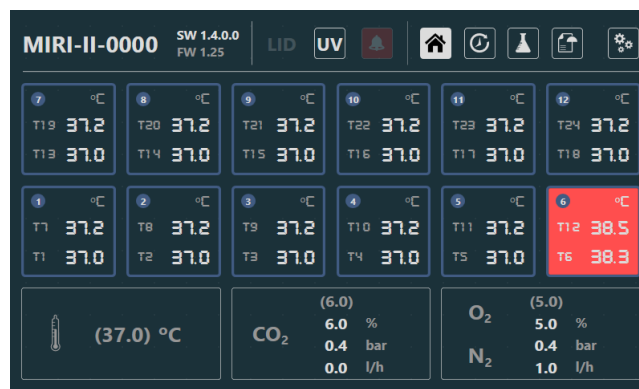 MIRI-II-0000 SW 1.4.0.0 LID UV
FW 1.25
7 °C 8 °C 9 °C 10 °C 11 °C 12 °C
T19 37.2 T20 37.2 T21 37.2 T22 37.2 T23 37.2 T24 37.2
T13 37.0 T14 37.0 T15 37.0 T16 37.0 T17 37.0 T18 37.0
1 °C 2 °C 3 °C 4 °C 5 °C 6 °C
T7 37.2 T8 37.2 T9 37.2 T10 37.2 T11 37.2 T12 38.5
T1 37.0 T2 37.0 T3 37.0 T4 37.0 T5 37.0 T6 38.3
(37.0) °C
CO₂
(6.0)
6.0 %
0.4 bar
0.0 l/h
O₂
N₂
(5.0)
5.0 %
0.4 bar
1.0 l/h